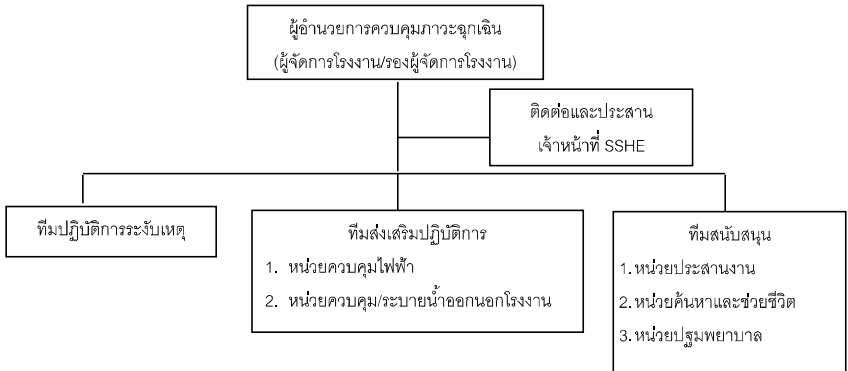 ผู้อำนวยการควบคุมภาวะฉุกเฉิน
(ผู้จัดการโรงงาน/รองผู้จัดการโรงงาน)
ติดต่อและประสาน
เจ้าหน้าที่ SSHE
ทีมปฏิบัติการระงับเหตุ
ทีมส่งเสริมปฏิบัติการ
1. หน่วยควบคุมไฟฟ้า
2. หน่วยควบคุม/ระบายน้ำออกนอกโรงงาน
ทีมสนับสนุน
1. หน่วยประสานงาน
2. หน่วยค้นหาและช่วยชีวิต
3. หน่วยปฐมพยาบาล